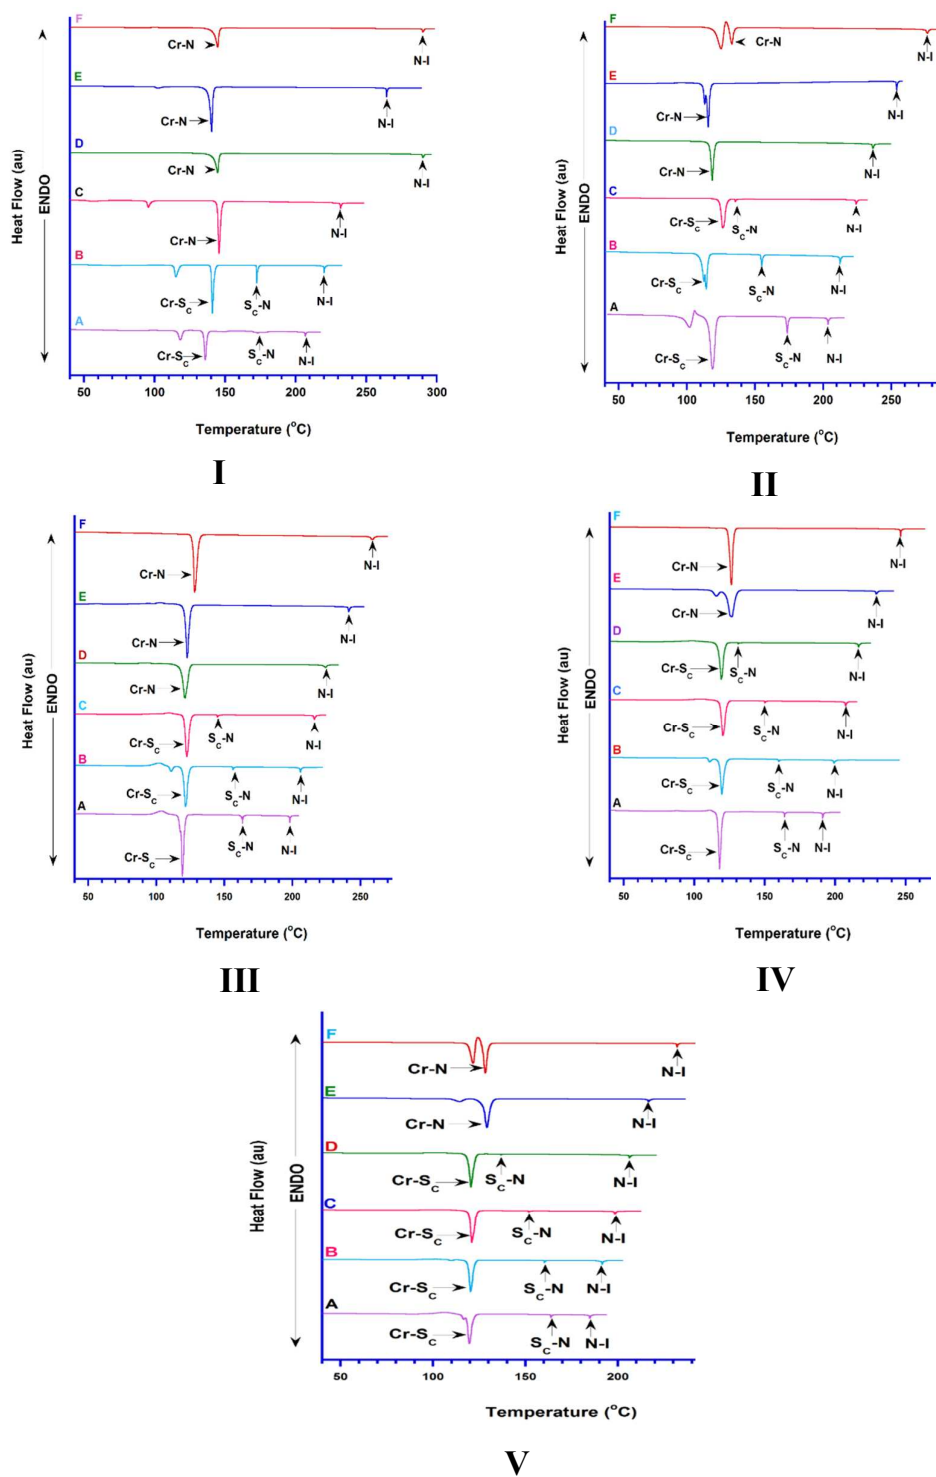 F
Cr-N
N-I
E
Cr-N
N-I
D
Cr-N
N-I
C
Cr-N
N-I
B
Cr-SC
SC-N
N-I
A
Cr-SC
SC-N
N-I
Heat Flow (au)
ENDO
50 100 150 200 250 300
Temperature (oC)
I
F
Cr-N
N-I
E
Cr-N
N-I
D
Cr-N
N-I
C
Cr-SC
SC-N
N-I
B
Cr-SC
SC-N
N-I
A
Cr-SC
SC-N
N-I
Heat Flow (au)
ENDO
50 100 150 200 250
Temperature (oC)
II
F
Cr-N
N-I
E
Cr-N
N-I
D
Cr-N
N-I
C
Cr-SC
SC-N
N-I
B
Cr-SC
SC-N
N-I
A
Cr-SC
SC-N
N-I
Heat Flow (au)
ENDO
50 100 150 200 250
Temperature (oC)
III
F
Cr-N
N-I
E
Cr-N
N-I
D
Cr-SC
SC-N
N-I
C
Cr-SC
SC-N
N-I
B
Cr-SC
SC-N
N-I
A
Cr-SC
SC-N
N-I
Heat Flow (au)
ENDO
50 100 150 200 250
Temperature (oC)
IV
F
Cr-N
N-I
E
Cr-N
N-I
D
Cr-SC
SC-N
N-I
C
Cr-SC
SC-N
N-I
B
Cr-SC
SC-N
N-I
A
Cr-SC
SC-N
N-I
Heat Flow (au)
ENDO
50 100 150 200
Temperature (oC)
V